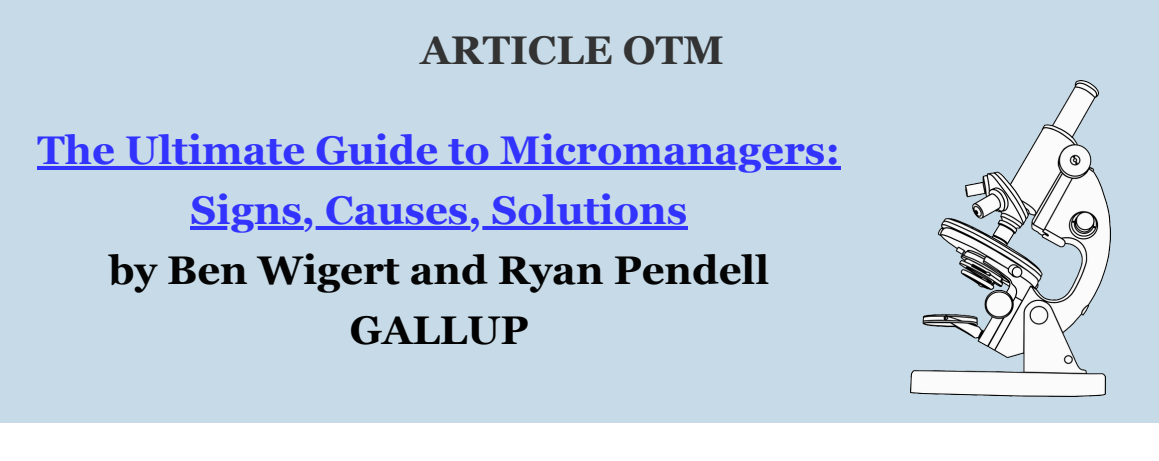 ARTICLE OTM
The Ultimate Guide to Micromanagers:
Signs, Causes, Solutions
by Ben Wigert and Ryan Pendell
GALLUP